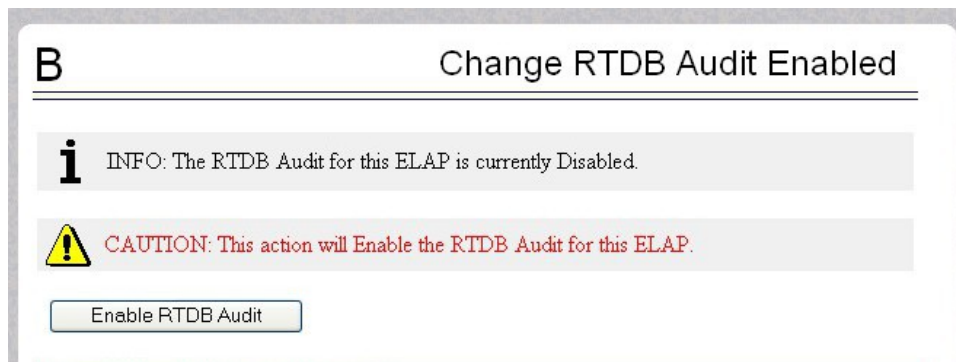 B
Change RTDB Audit Enabled
i
INFO: The RTDB Audit for this ELAP is currently Disabled.
CAUTION: This action will Enable the RTDB Audit for this ELAP.
Enable RTDB Audit